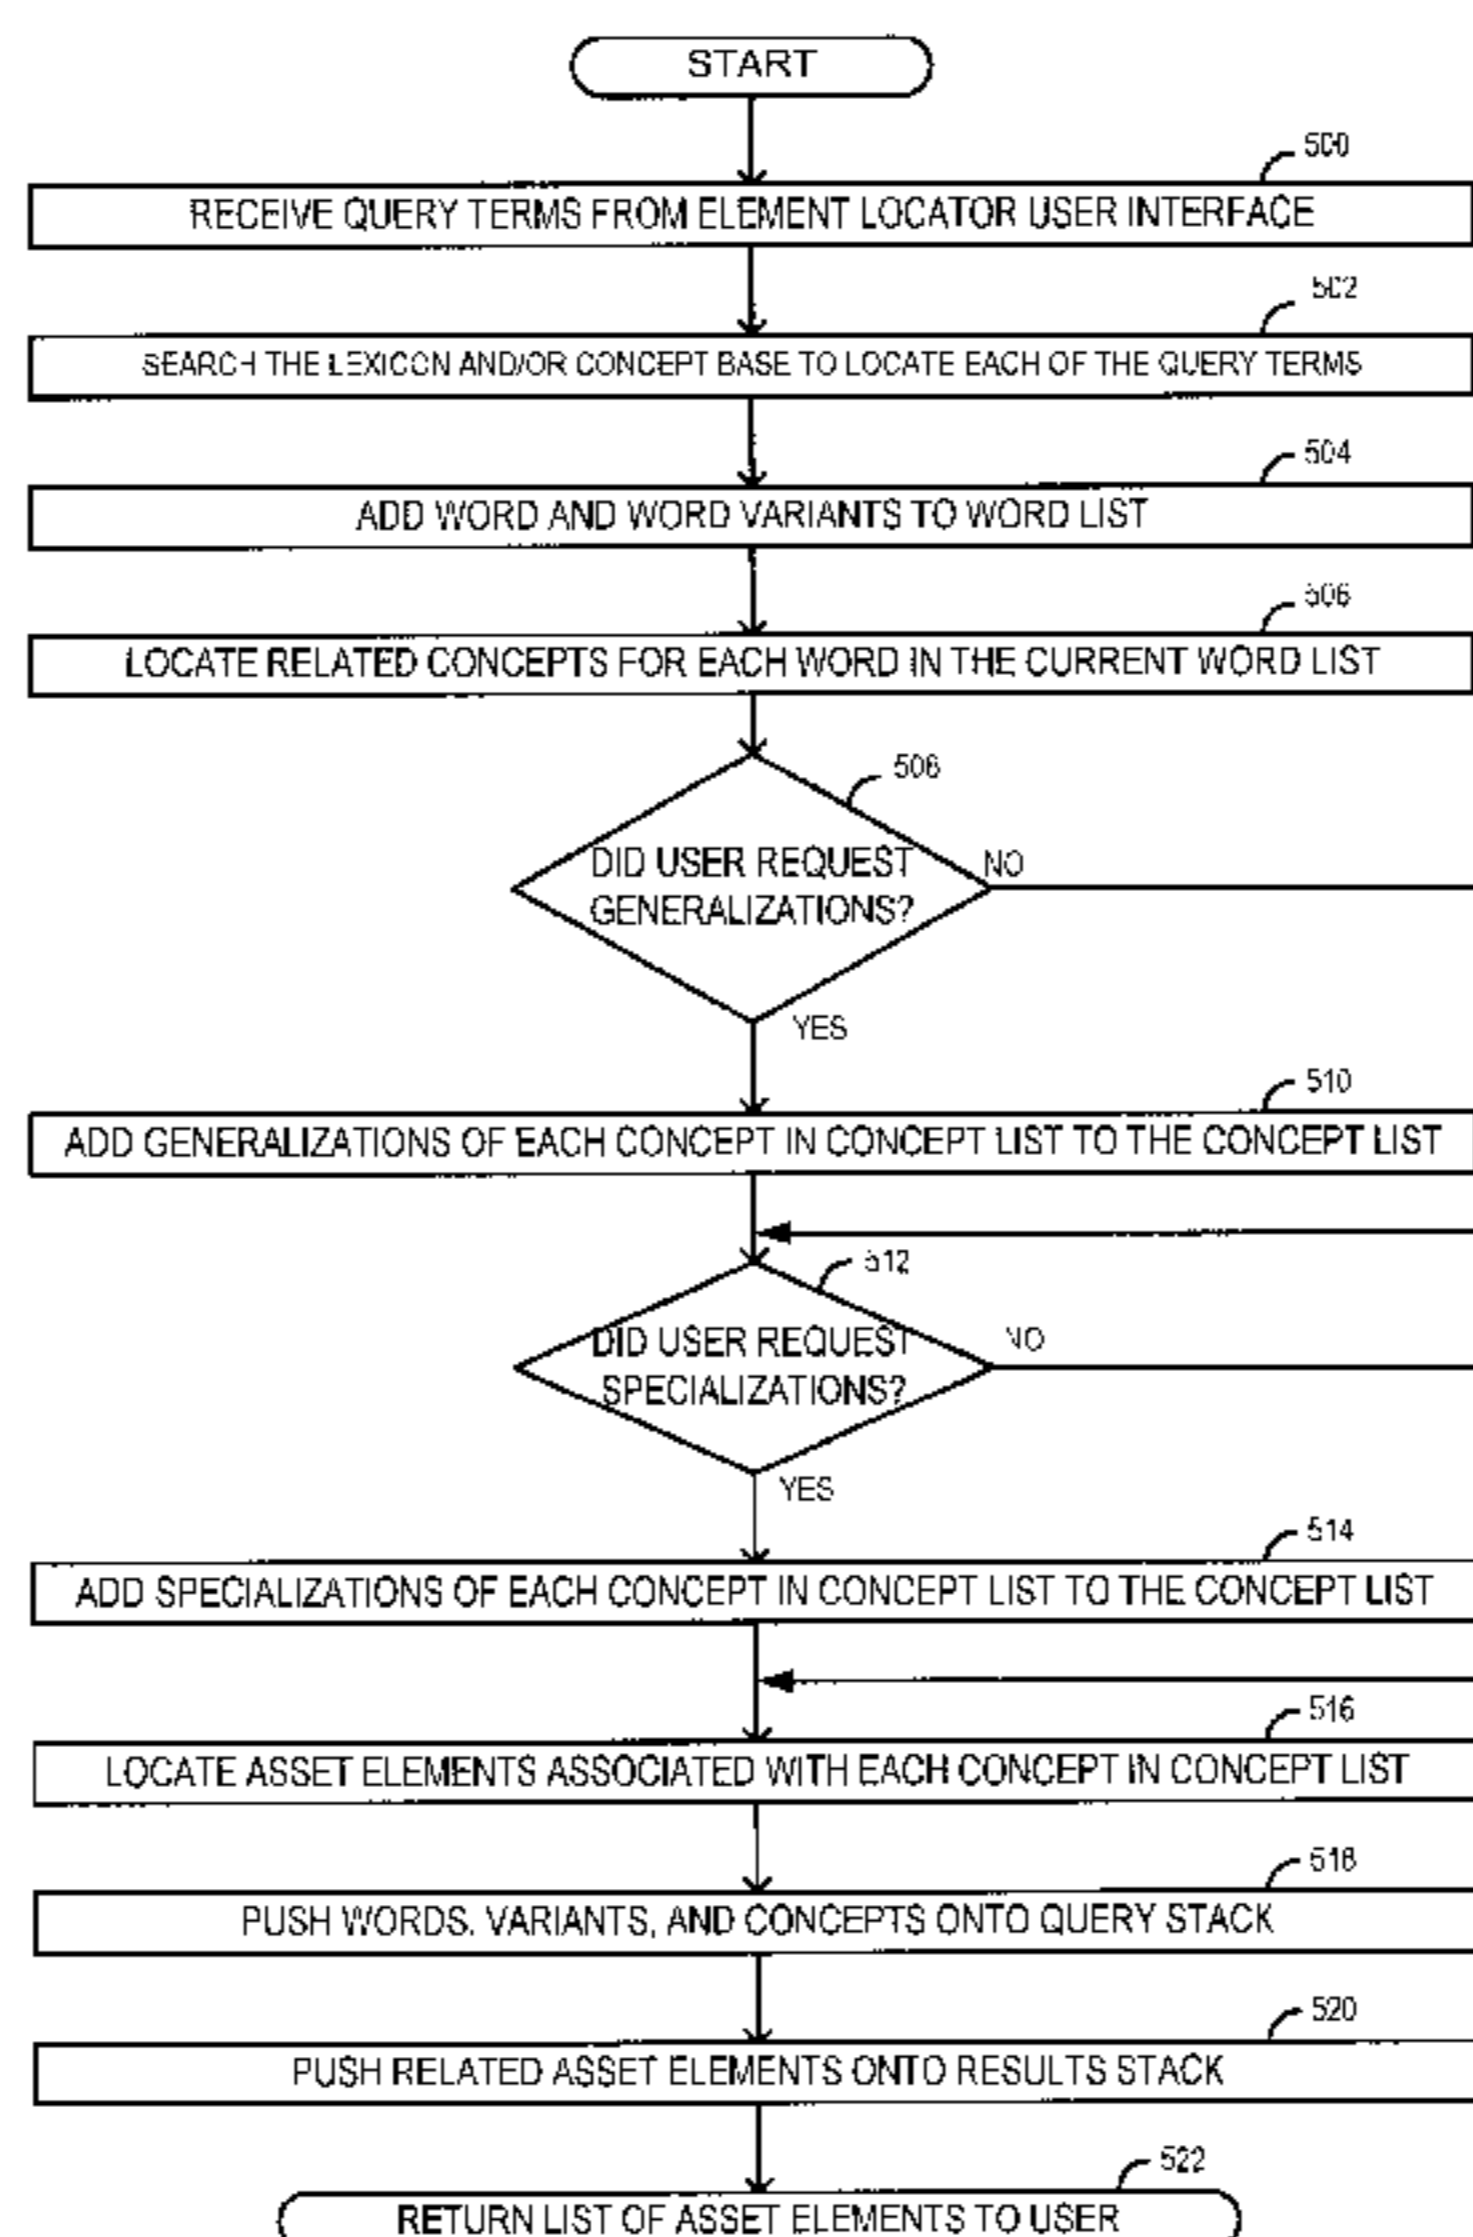 START
500
RECEIVE QUERY TERMS FROM ELEMENT LOCATOR USER INTERFACE
502
SEARCH THE LEXICON AND/OR CONCEPT BASE TO LOCATE EACH OF THE QUERY TERMS
504
ADD WORD AND WORD VARIANTS TO WORD LIST
506
LOCATE RELATED CONCEPTS FOR EACH WORD IN THE CURRENT WORD LIST
508
DID USER REQUEST
GENERALIZATIONS?
NO
YES
510
ADD GENERALIZATIONS OF EACH CONCEPT IN CONCEPT LIST TO THE CONCEPT LIST
512
DID USER REQUEST
SPECIALIZATIONS?
NO
YES
514
ADD SPECIALIZATIONS OF EACH CONCEPT IN CONCEPT LIST TO THE CONCEPT LIST
516
LOCATE ASSET ELEMENTS ASSOCIATED WITH EACH CONCEPT IN CONCEPT LIST
518
PUSH WORDS, VARIANTS, AND CONCEPTS ONTO QUERY STACK
520
PUSH RELATED ASSET ELEMENTS ONTO RESULTS STACK
522
RETURN LIST OF ASSET ELEMENTS TO USER